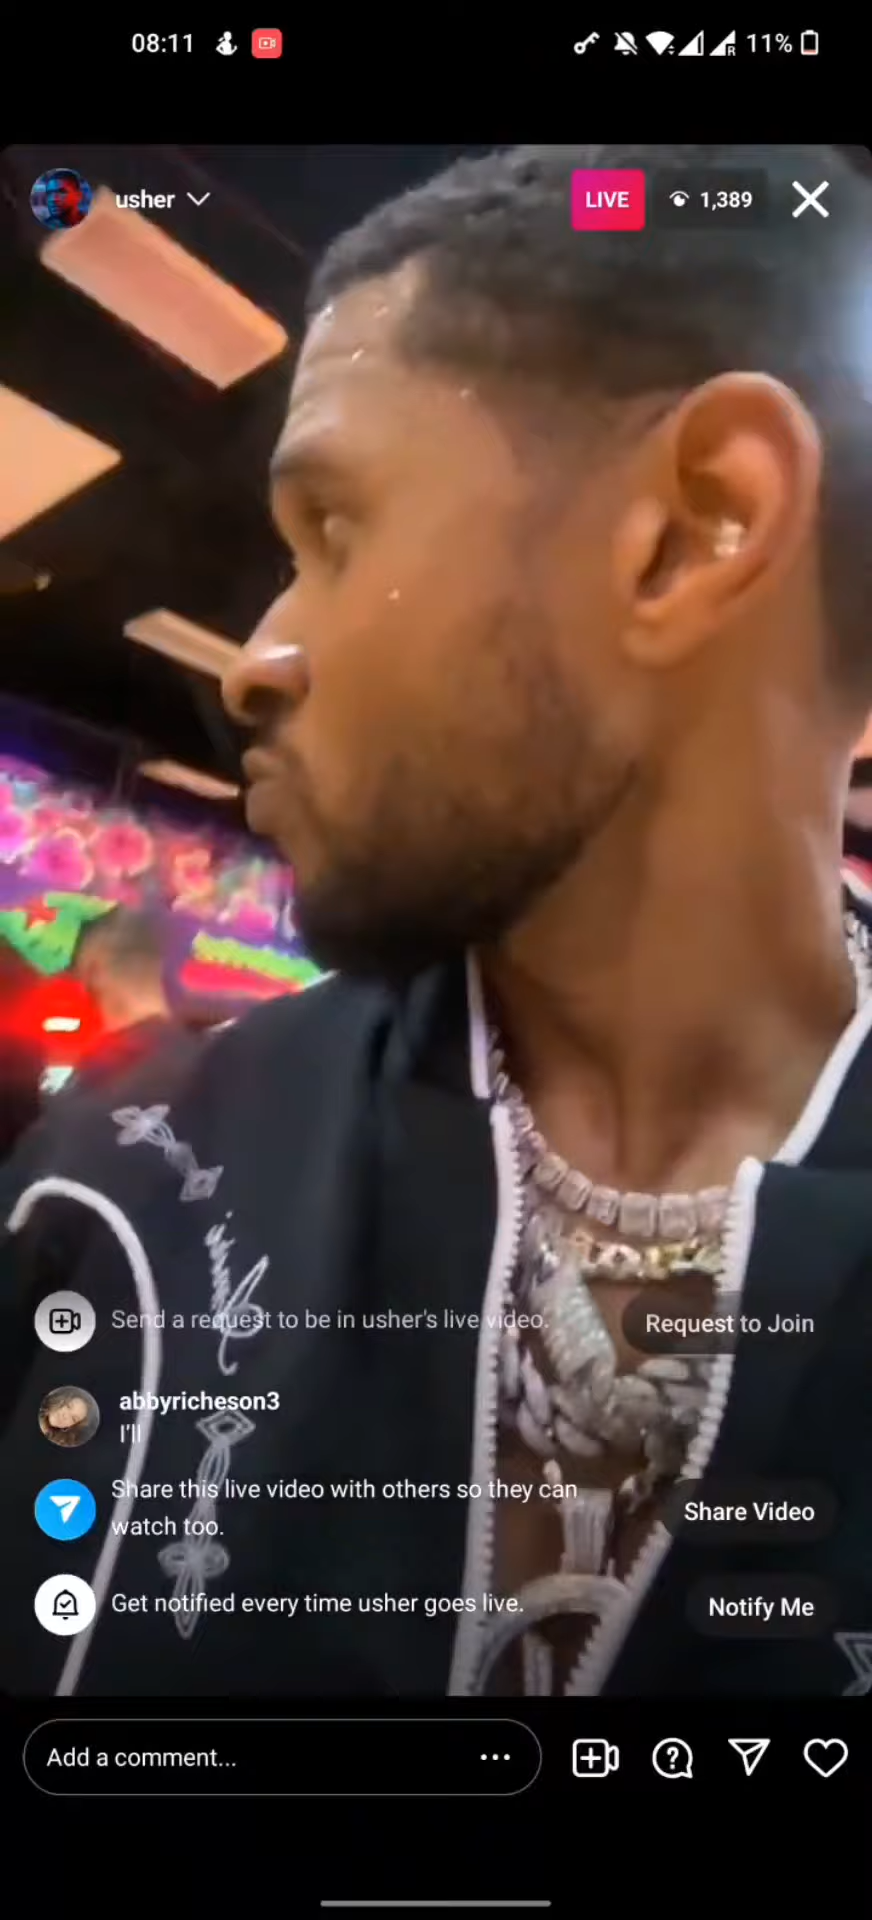 08:11
11%
usher
LIVE
1,389
Send a request to be in usher's live video.
Request to Join
abbyricheson3
I'll
Share this live video with others so they can
watch too.
Share Video
Get notified every time usher goes live.
Notify Me
Add a comment...